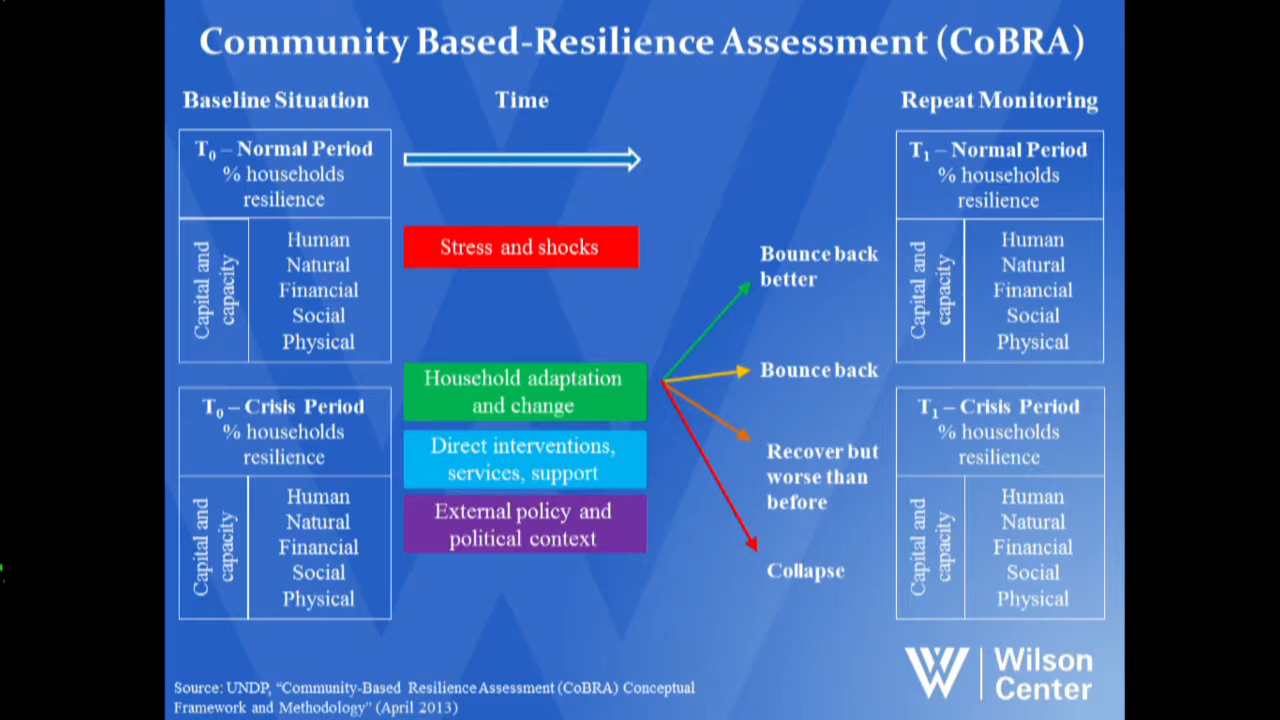 Community Based-Resilience Assessment (CoBRA)
Baseline Situation
Time
Repeat Monitoring
T0 – Normal Period
% households
resilience
Capital and
capacity
Human
Natural
Financial
Social
Physical
T0 – Crisis Period
% households
resilience
Capital and
capacity
Human
Natural
Financial
Social
Physical
Stress and shocks
Household adaptation
and change
Direct interventions,
services, support
External policy and
political context
Bounce back
better
Bounce back
Recover but
worse than
before
Collapse
T1 – Normal Period
% households
resilience
Capital and
capacity
Human
Natural
Financial
Social
Physical
T1 – Crisis Period
% households
resilience
Capital and
capacity
Human
Natural
Financial
Social
Physical
Source: UNDP, “Community-Based Resilience Assessment (CoBRA) Conceptual
Framework and Methodology” (April 2013)
Wilson
Center